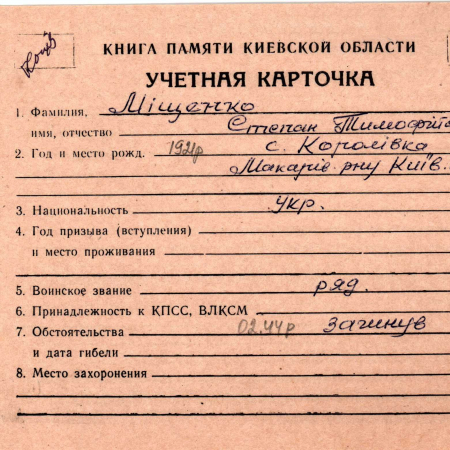 КНИГА ПАМЯТИ КИЕВСКОЙ ОБЛАСТИ
УЧЕТНАЯ КАРТОЧКА
1. Фамилия, Міщенко
имя, отчество Степан Тимофійо
2. Год и место рожд. 1921р с. Королівка
Макарів. рну Київ.
3. Национальность укр.
4. Год призыва (вступления)
и место проживания
5. Воинское звание ряд.
6. Принадлежность к КПСС, ВЛКСМ
7. Обстоятельства 02.44р загинув
и дата гибели
8. Место захоронения